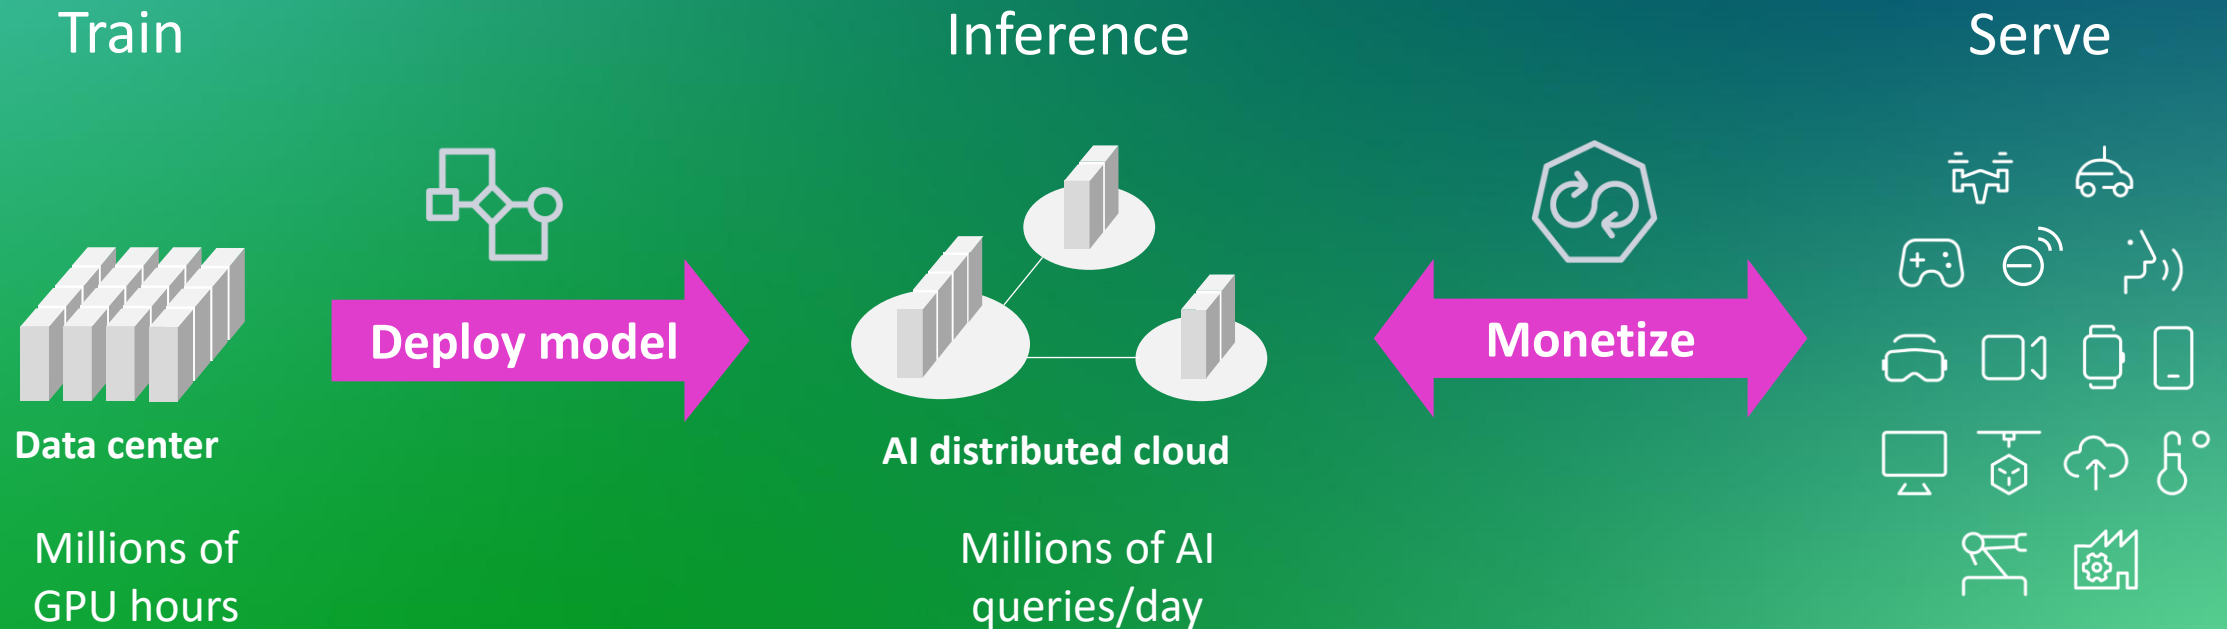 Train
Inference
Serve
Deploy model
Monetize
Data center
AI distributed cloud
Millions of
GPU hours
Millions of AI
queries/day